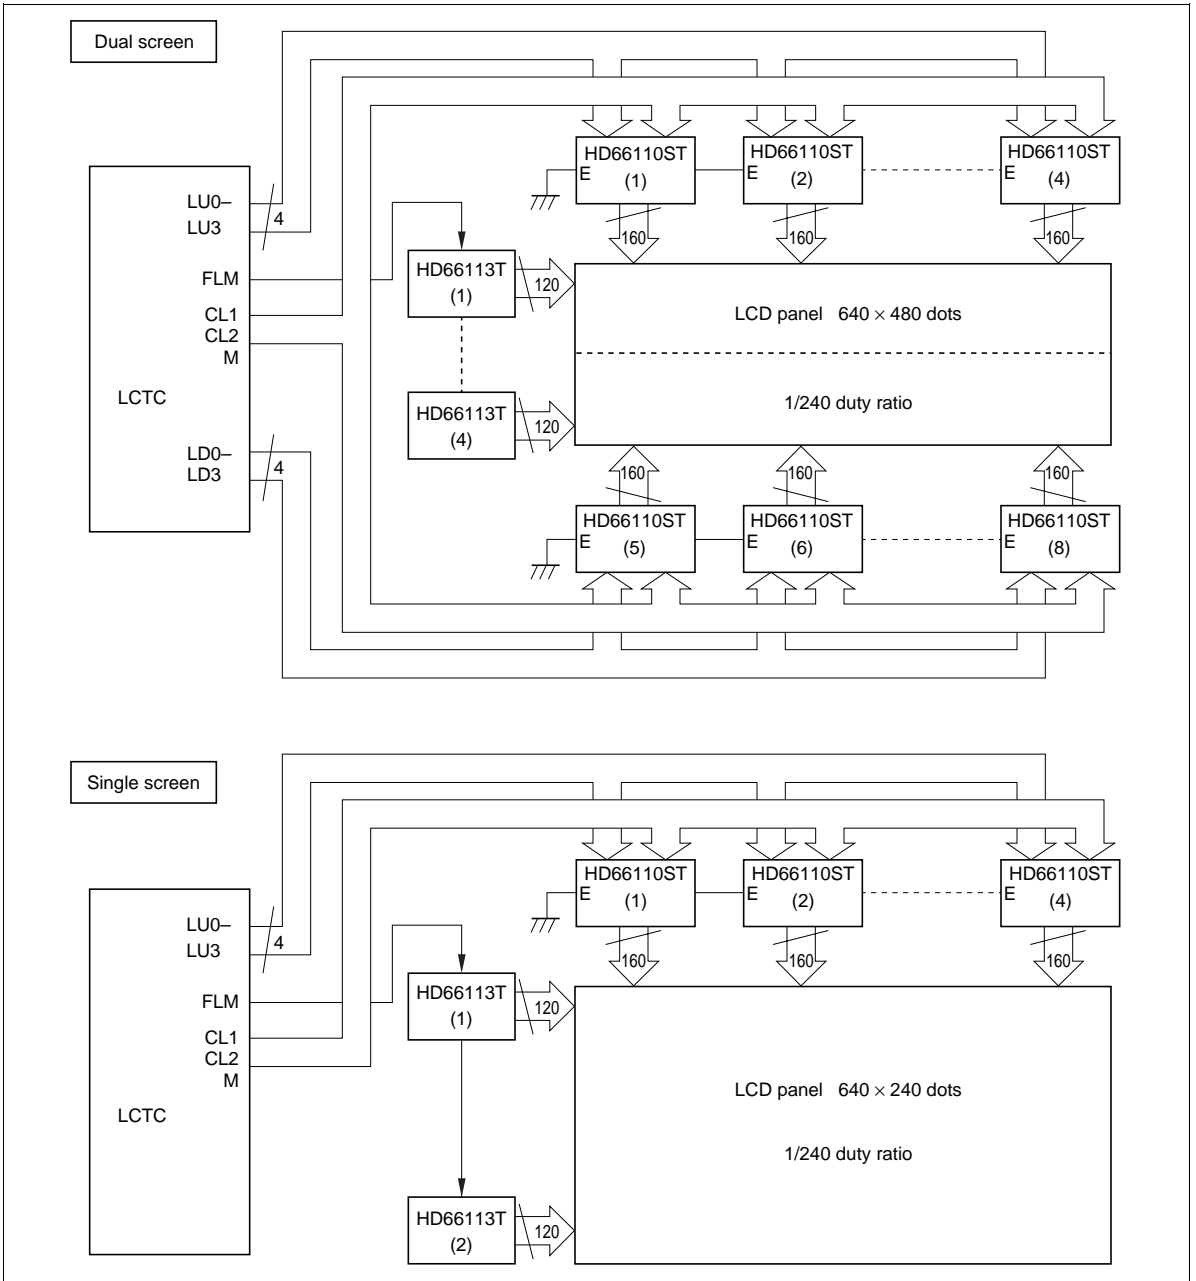 Dual screen
HD66110ST
E
(1)
HD66110ST
E
(2)
HD66110ST
E
(4)
LU0–
LU3
4
160
160
160
FLM
HD66113T
(1)
120
LCD panel 640 × 480 dots
CL1
CL2
M
LCTC
HD66113T
(4)
120
1/240 duty ratio
LD0–
LD3
4
160
160
160
HD66110ST
E
(5)
HD66110ST
E
(6)
HD66110ST
E
(8)
Single screen
HD66110ST
E
(1)
HD66110ST
E
(2)
HD66110ST
E
(4)
LU0–
LU3
4
160
160
160
FLM
HD66113T
(1)
120
CL1
CL2
M
LCTC
LCD panel 640 × 240 dots
1/240 duty ratio
HD66113T
(2)
120